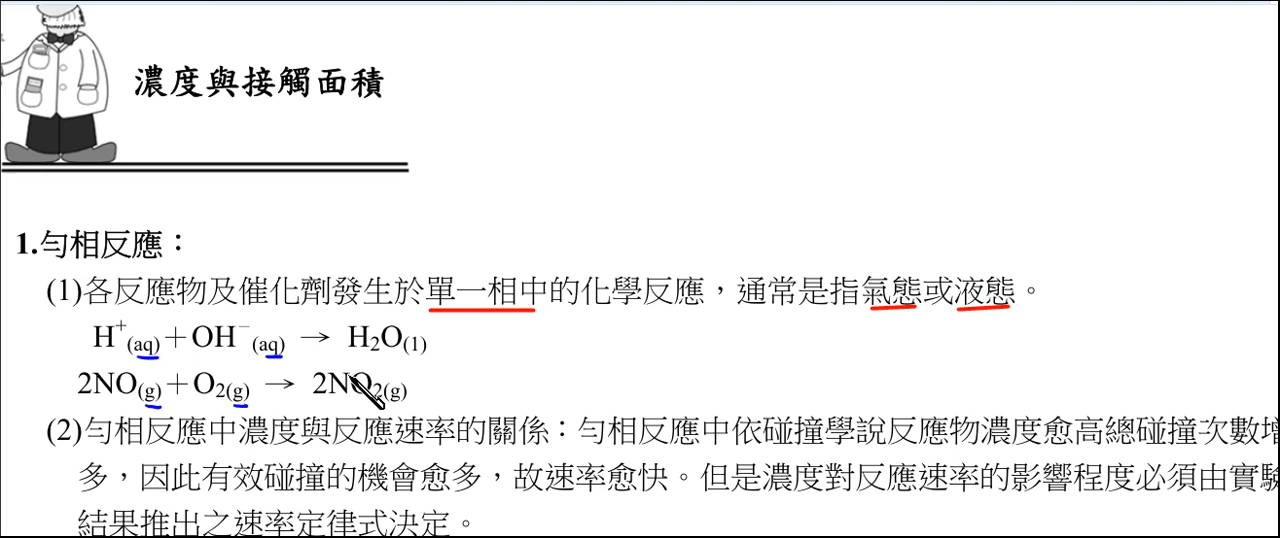 濃度與接觸面積
1.勻相反應：
(1)各反應物及催化劑發生於單一相中的化學反應，通常是指氣態或液態。
H⁺(aq)＋OH⁻(aq) → H₂O(1)
2NO(g)＋O₂(g) → 2NO₂(g)
(2)勻相反應中濃度與反應速率的關係：勻相反應中依碰撞學說反應物濃度愈高總碰撞次數增
多，因此有效碰撞的機會愈多，故速率愈快。但是濃度對反應速率的影響程度必須由實驗
結果推出之速率定律式決定。